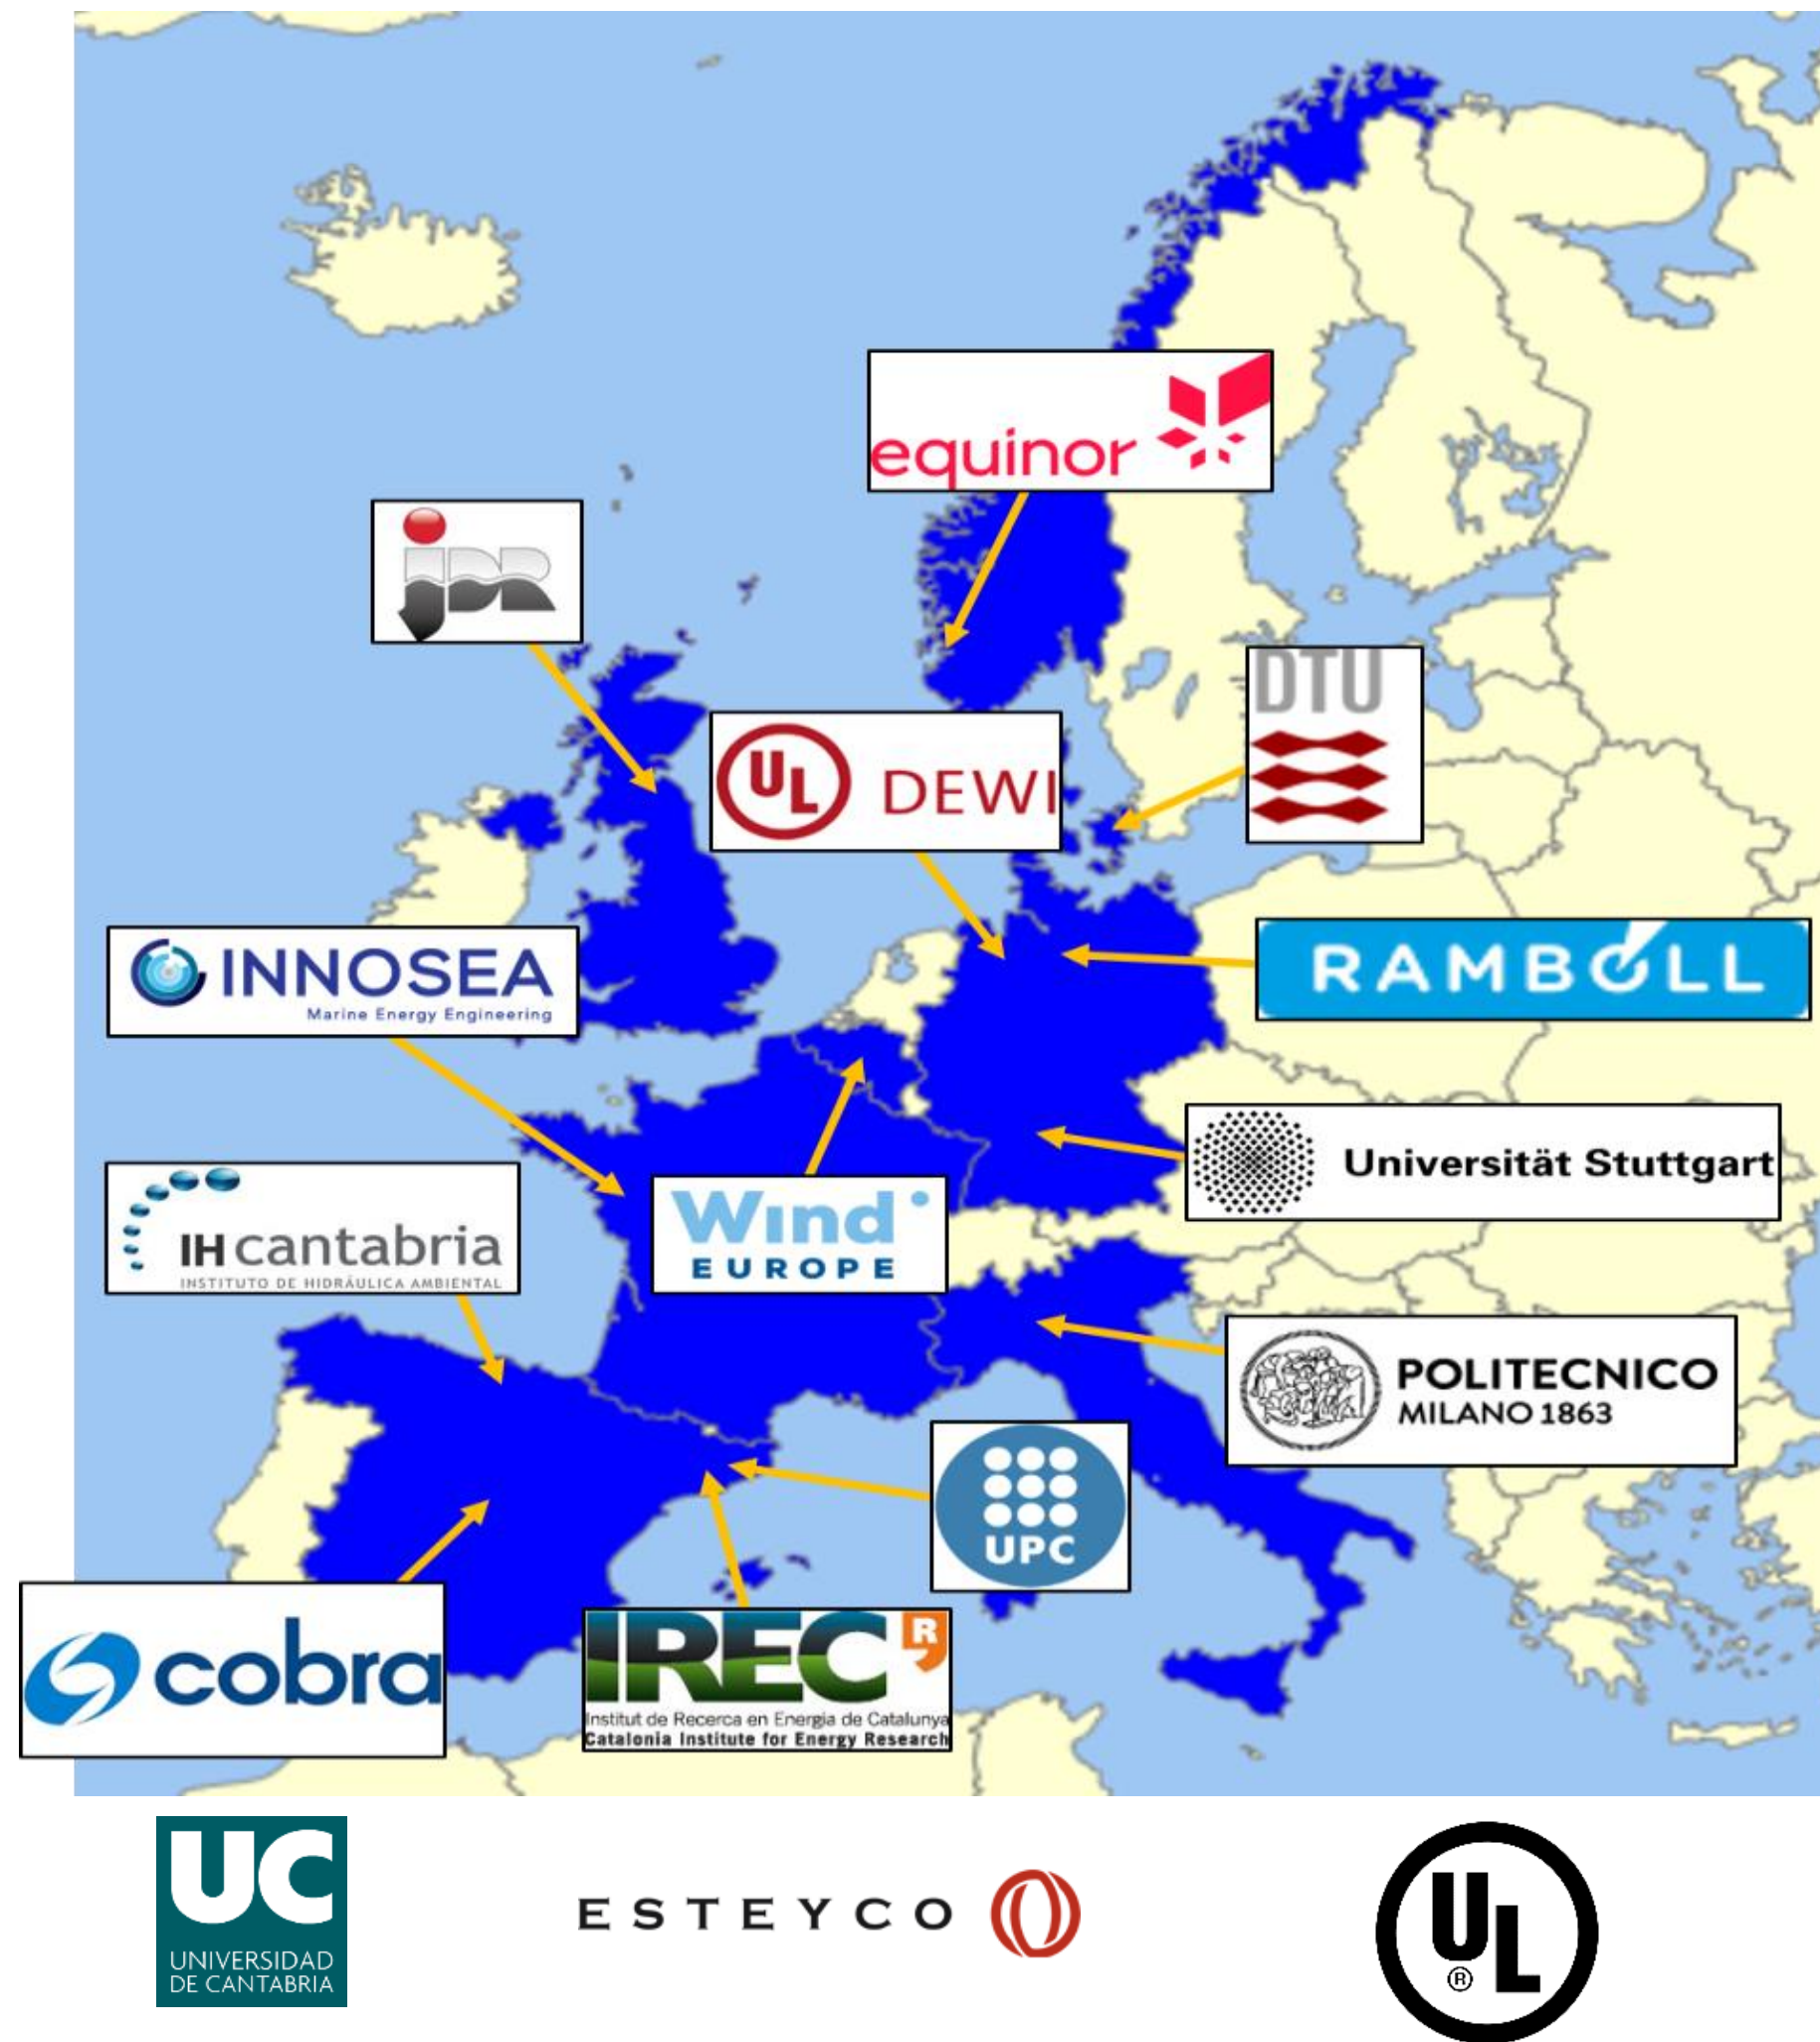 equinor
JDR
DTU
UL DEWI
INNOSEA
Marine Energy Engineering
RAMBOLL
Universität Stuttgart
IHcantabria
INSTITUTO DE HIDRÁULICA AMBIENTAL
Wind
EUROPE
POLITECNICO
MILANO 1863
UPC
cobra
IREC R
Institut de Recerca en Energia de Catalunya
Catalonia Institute for Energy Research
UC
UNIVERSIDAD
DE CANTABRIA
ESTEYCO
UL
®